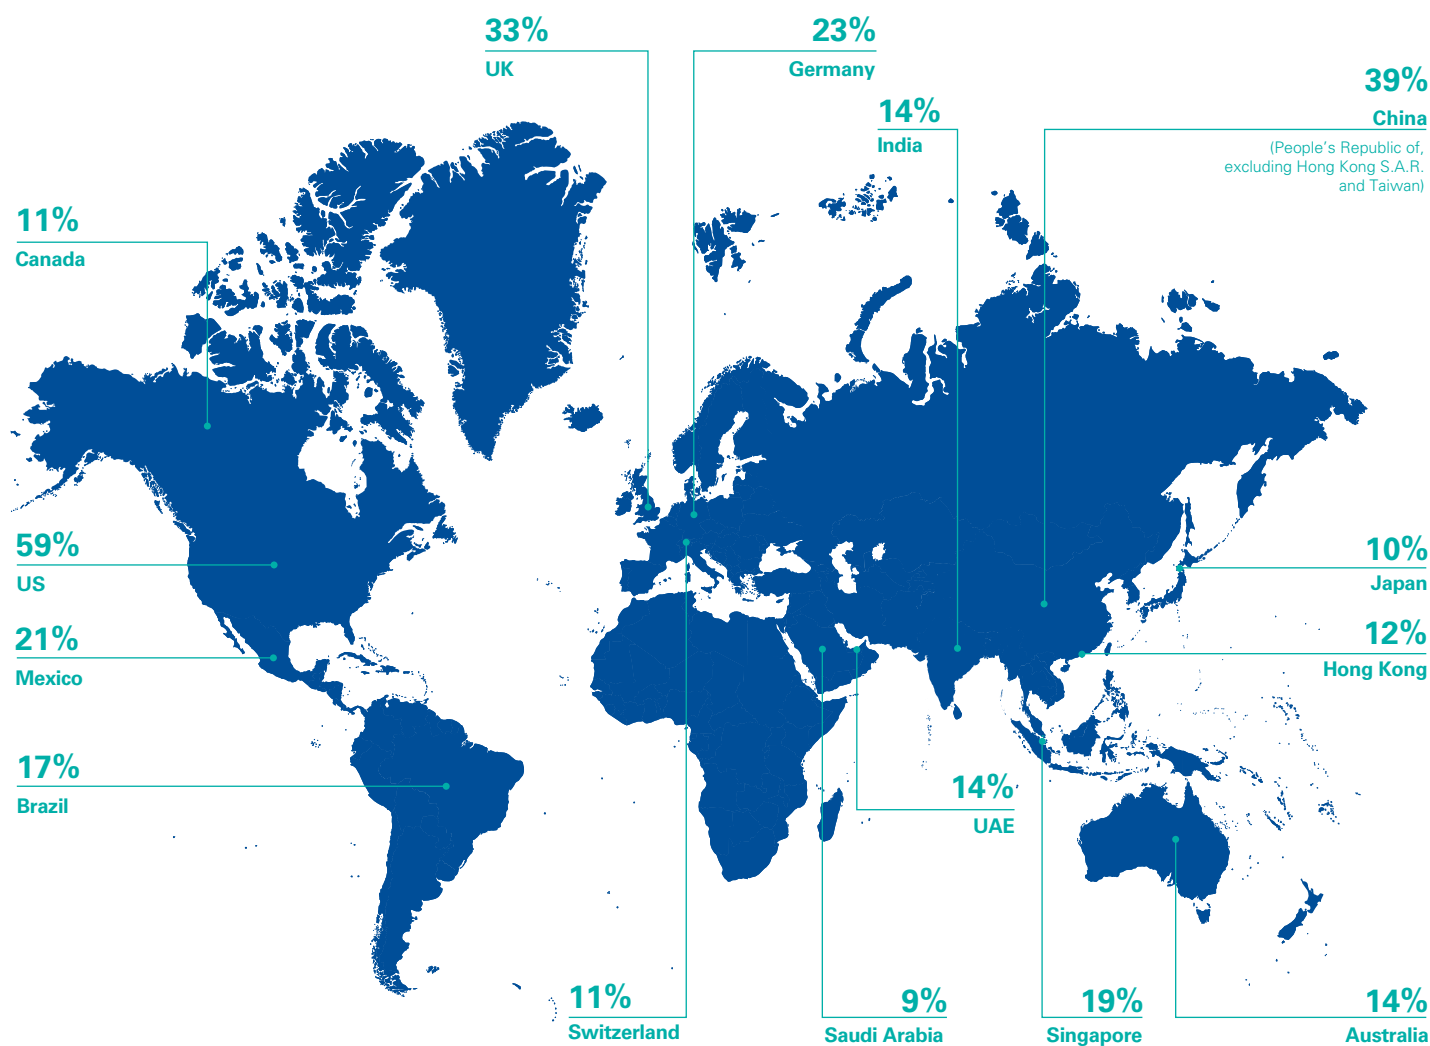 33%
UK
23%
Germany
14%
India
39%
China
(People's Republic of,
excluding Hong Kong S.A.R.
and Taiwan)
11%
Canada
59%
US
21%
Mexico
17%
Brazil
10%
Japan
12%
Hong Kong
14%
UAE
11%
Switzerland
9%
Saudi Arabia
19%
Singapore
14%
Australia